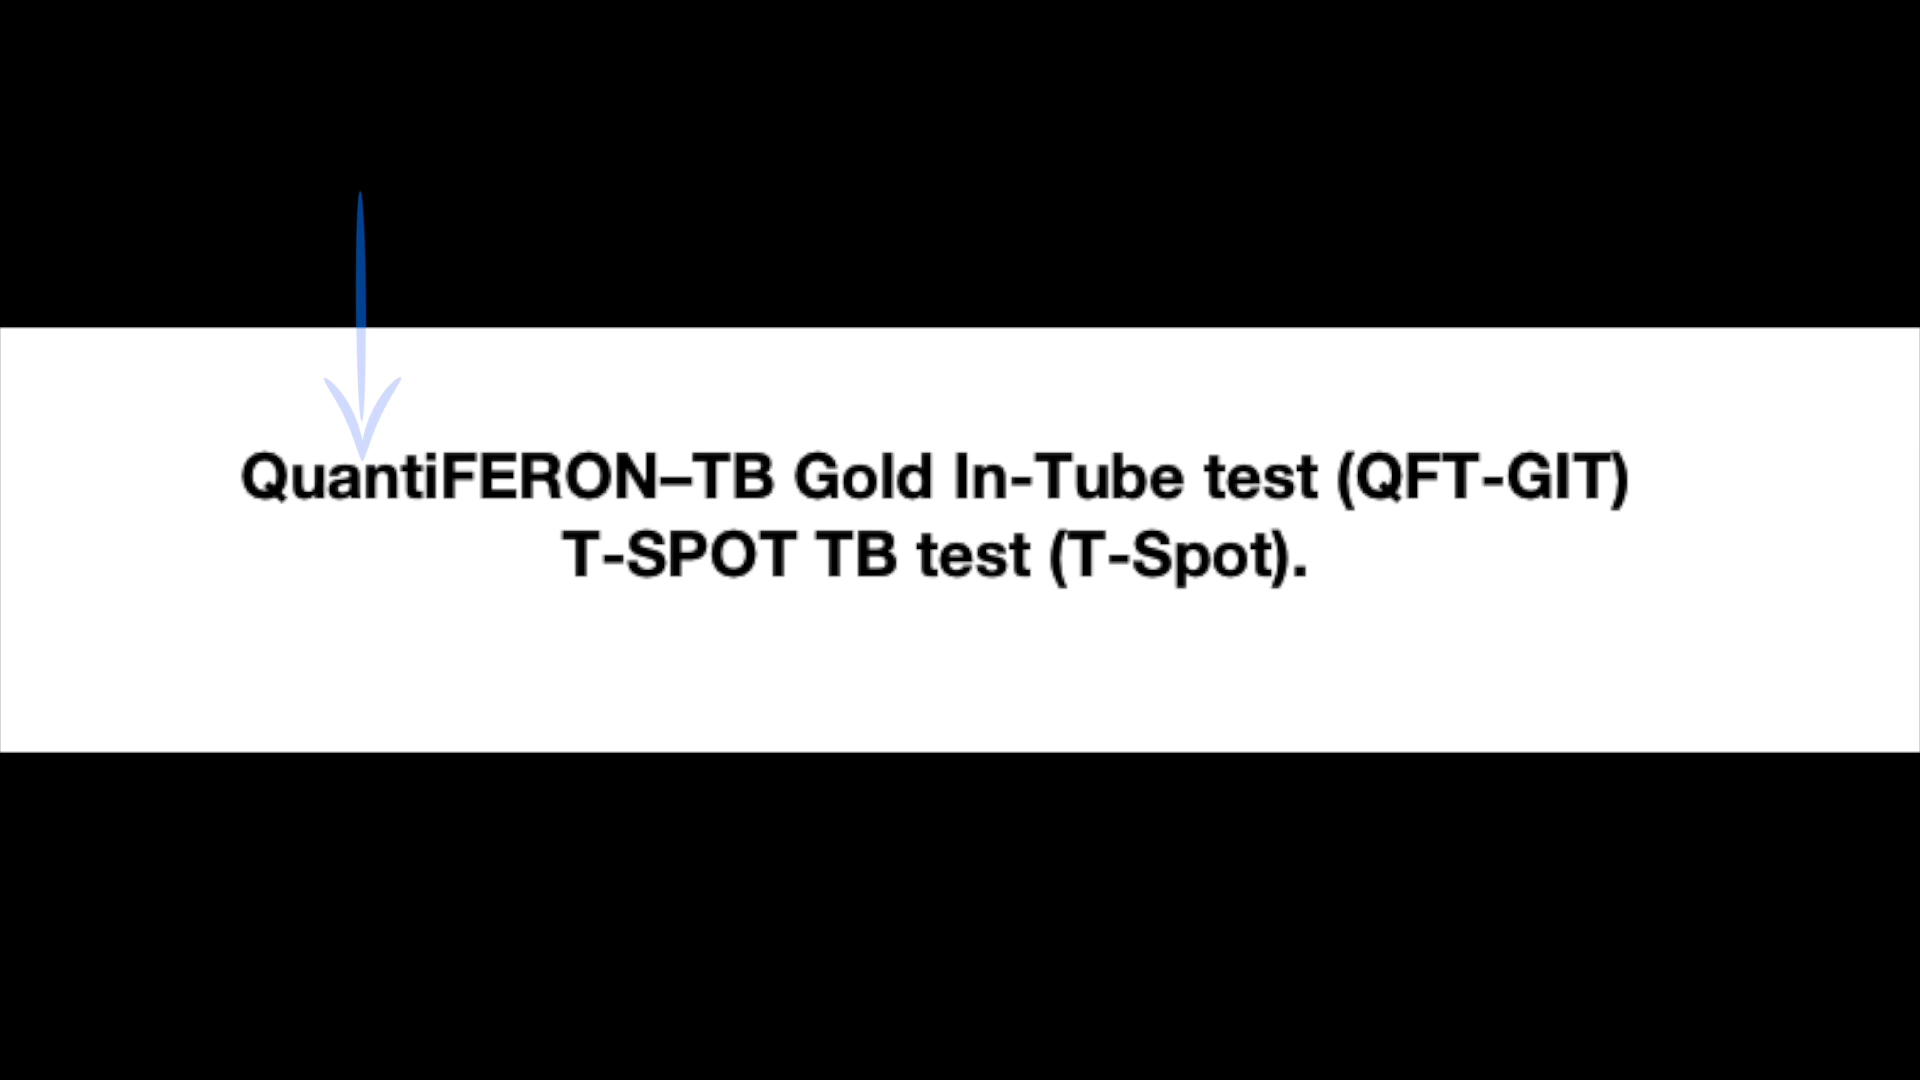 QuantiFERON–TB Gold In-Tube test (QFT-GIT)
T-SPOT TB test (T-Spot).